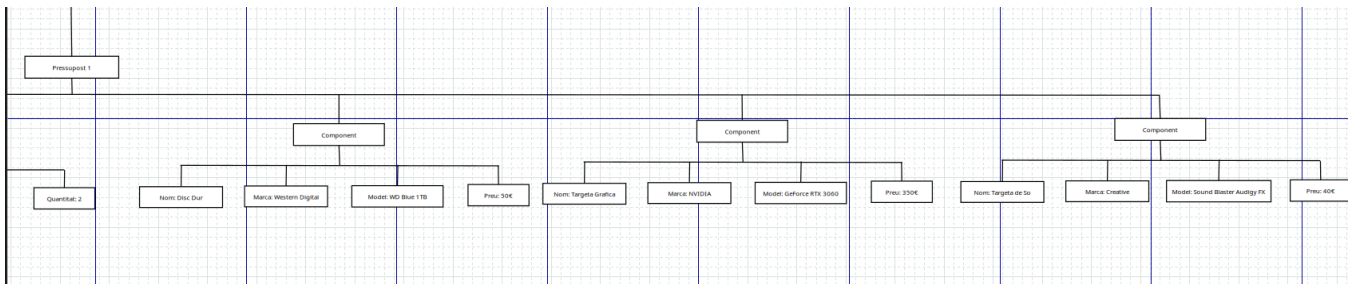 Pressupost 1
Component
Component
Component
Quantitat: 2
Nom: Disc Dur
Marca: Western Digital
Model: WD Blue 1TB
Preu: 50€
Nom: Targeta Grafica
Marca: NVIDIA
Model: GeForce RTX 3060
Preu: 350€
Nom: Targeta de So
Marca: Creative
Model: Sound Blaster Audigy FX
Preu: 40€